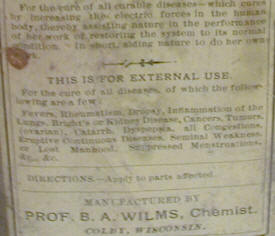 For the cure of all curable diseases—which cures
by increasing the electro forces in the human
body, thereby assisting nature in the performance
of her work of restoring the system to its normal
condition. In short, aiding nature to do her own
THIS IS FOR EXTERNAL USE.
For the cure of all diseases, of which the follow-
lowing are a few:
Fevers, Rheumatism, Dropsy, Inflammation of the
Lungs, Bright's or Kidney Disease, Cancers, Tumors,
(ovarian), Catarrh, Dyspepsia, all Congestions,
Eruptive Continuous Diseases, Seminal Weakness,
or Lost Manhood, Suppressed Menstruations,
&c., &c.
DIRECTIONS.—Apply to parts affected.
MANUFACTURED BY
PROF. B. A. WILMS, Chemist.
COLBY, WISCONSIN.